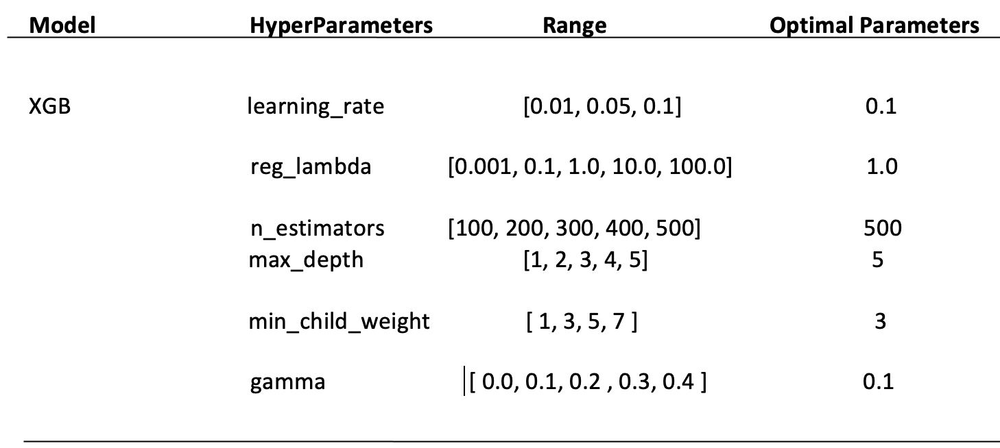 Model HyperParameters Range Optimal Parameters
XGB learning_rate [0.01, 0.05, 0.1] 0.1
reg_lambda [0.001, 0.1, 1.0, 10.0, 100.0] 1.0
n_estimators [100, 200, 300, 400, 500] 500
max_depth [1, 2, 3, 4, 5] 5
min_child_weight [ 1, 3, 5, 7 ] 3
gamma [ 0.0, 0.1, 0.2 , 0.3, 0.4 ] 0.1